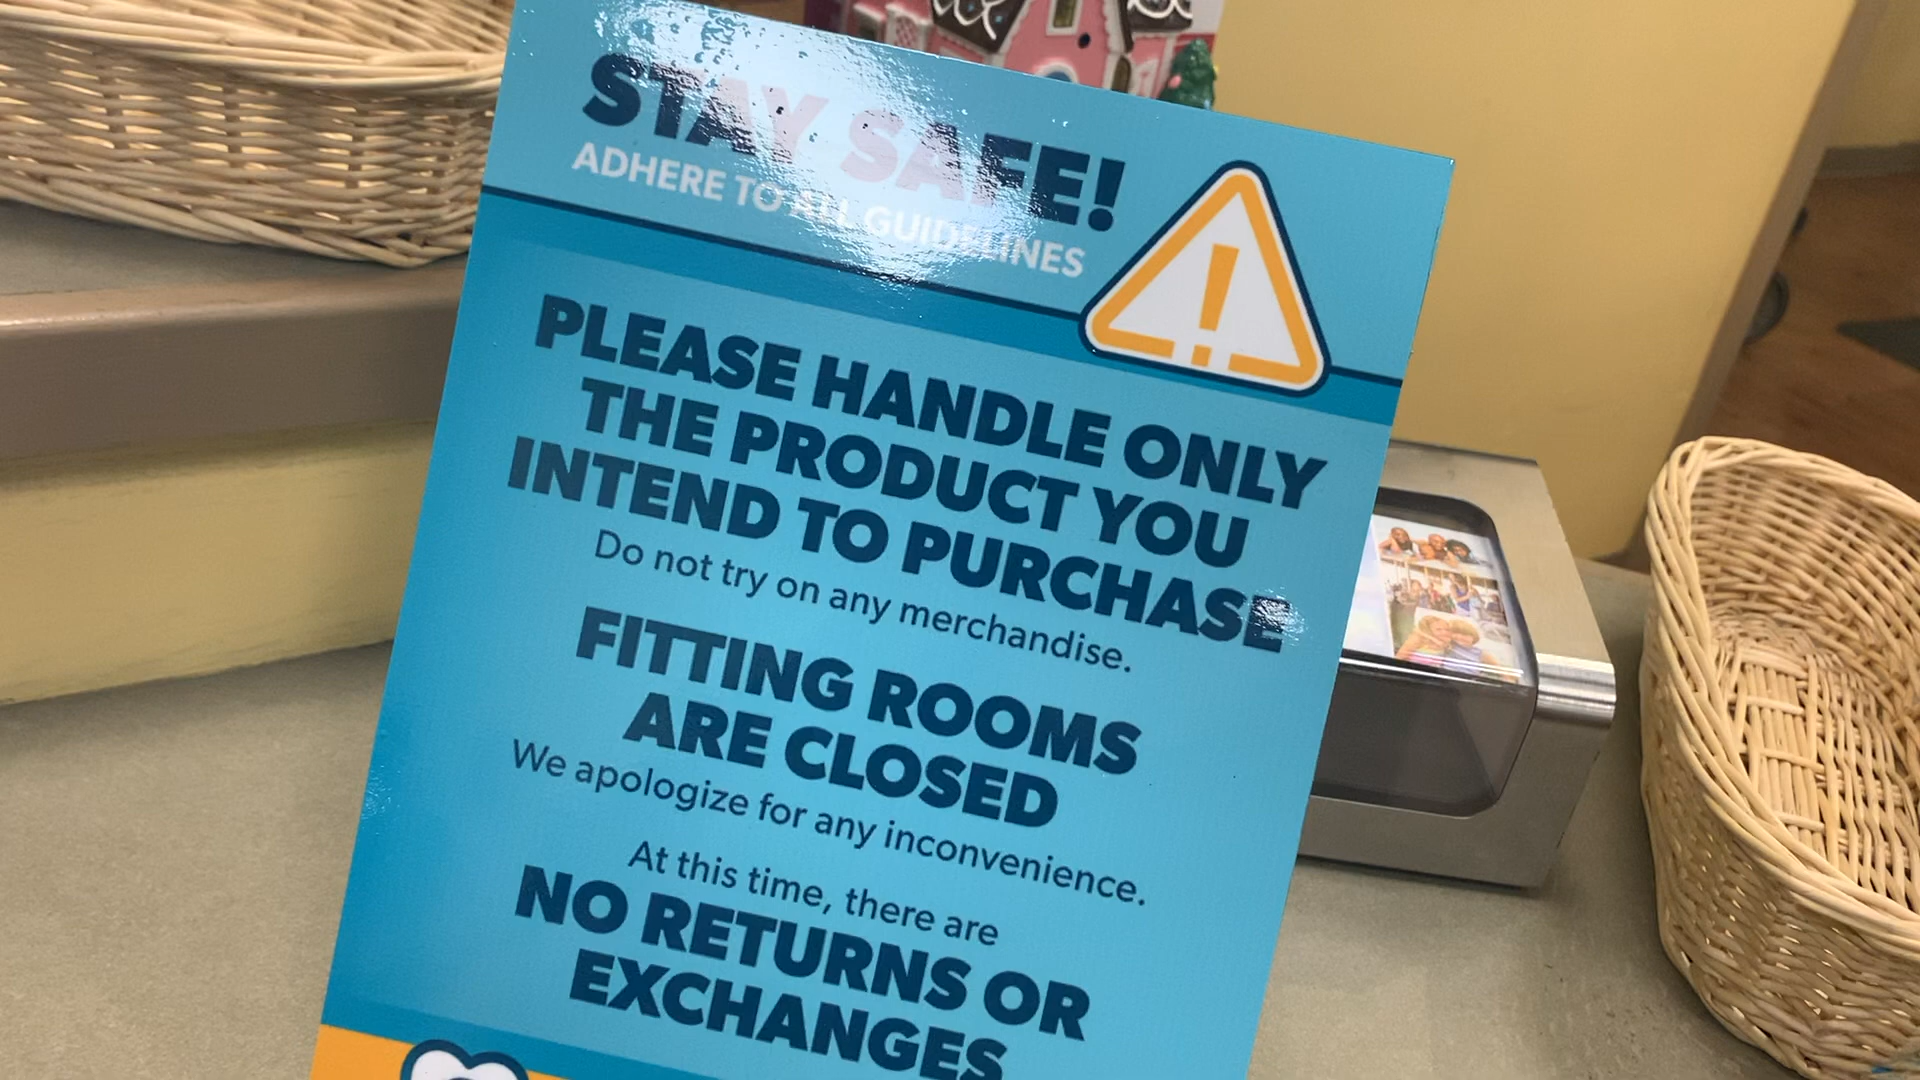 STAY SAFE!
ADHERE TO ALL GUIDELINES
PLEASE HANDLE ONLY
THE PRODUCT YOU
INTEND TO PURCHASE
Do not try on any merchandise.
FITTING ROOMS
ARE CLOSED
We apologize for any inconvenience.
At this time, there are
NO RETURNS OR
EXCHANGES